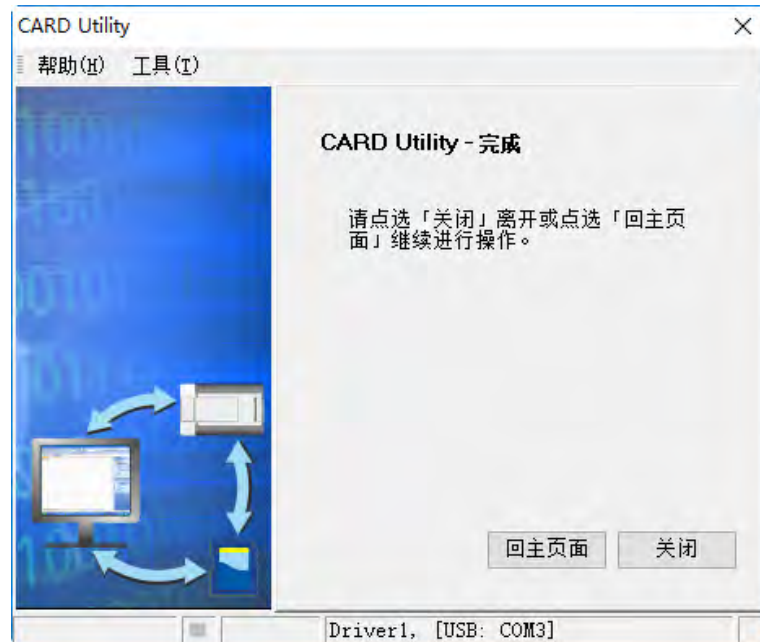 CARD Utility
帮助(H) 工具(T)
CARD Utility - 完成
请点选「关闭」离开或点选「回主页
面」继续进行操作。
回主页面 关闭
Driver1, [USB: COM3]